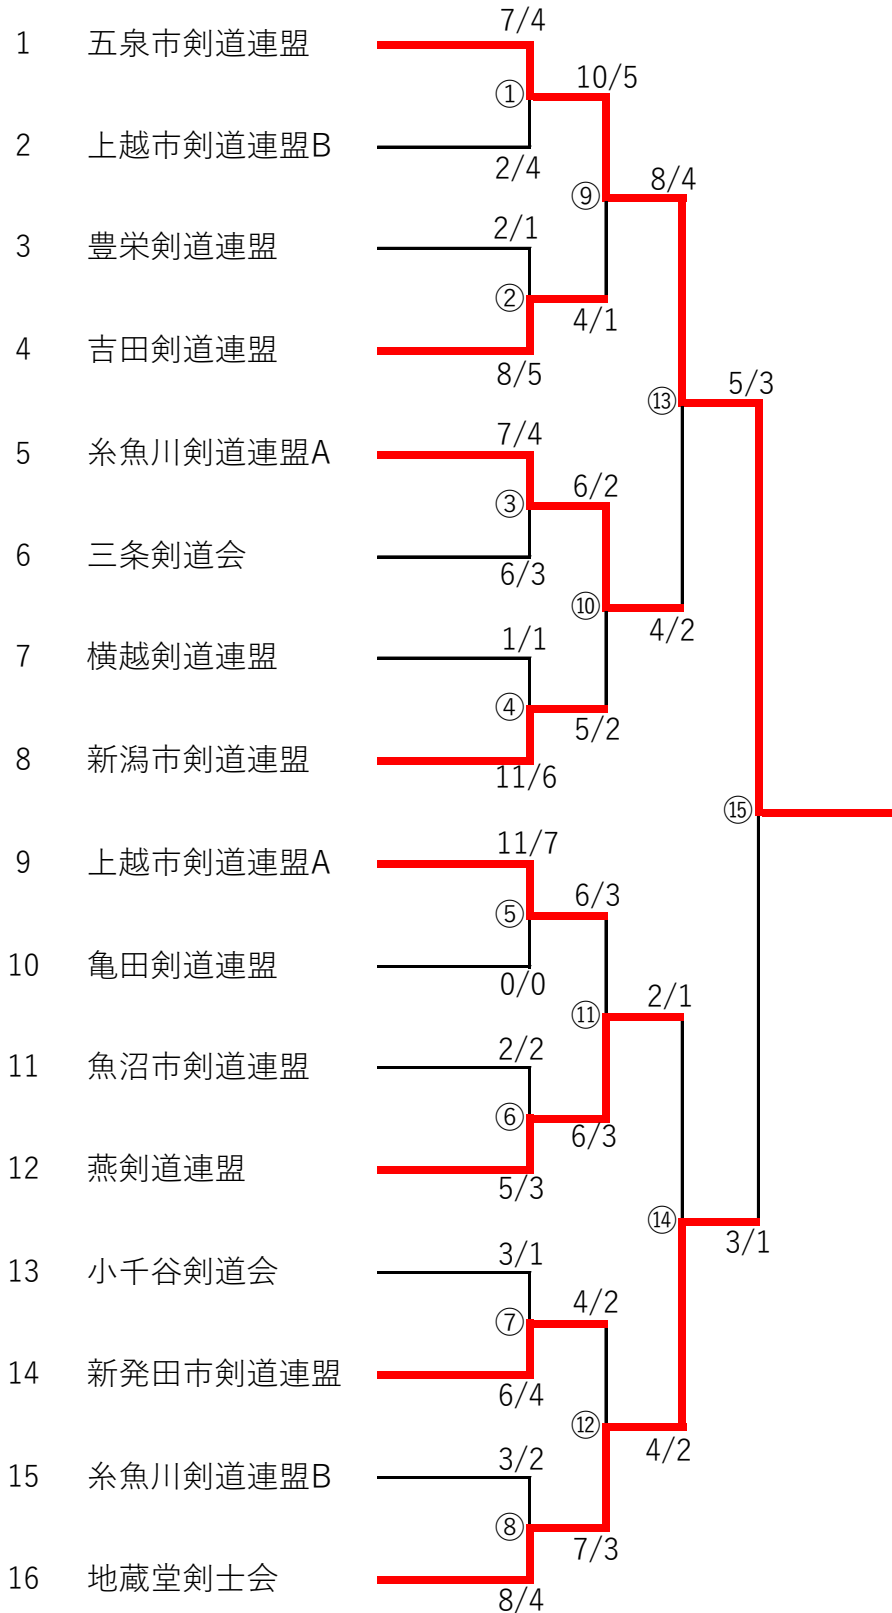 7/4
1 五泉市剣道連盟
10/5
①
2 上越市剣道連盟B
2/4
8/4
⑨
2/1
3 豊栄剣道連盟
②
4/1
4 吉田剣道連盟
8/5
5/3
⑬
7/4
5 糸魚川剣道連盟A
6/2
③
6 三条剣道会
6/3
⑩
4/2
1/1
7 横越剣道連盟
④
5/2
8 新潟市剣道連盟
11/6
⑮
11/7
9 上越市剣道連盟A
6/3
⑤
10 亀田剣道連盟
0/0
2/1
⑪
2/2
11 魚沼市剣道連盟
⑥
6/3
12 燕剣道連盟
5/3
⑭
3/1
3/1
13 小千谷剣道会
4/2
⑦
14 新発田市剣道連盟
6/4
⑫
4/2
3/2
15 糸魚川剣道連盟B
⑧
7/3
16 地蔵堂剣士会
8/4